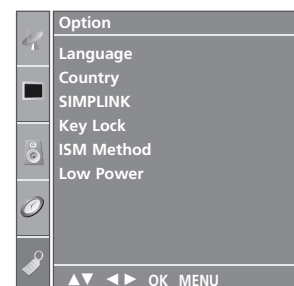 Option
Language
Country
SIMPLINK
Key Lock
ISM Method
Low Power
▲▼ ◄► OK MENU